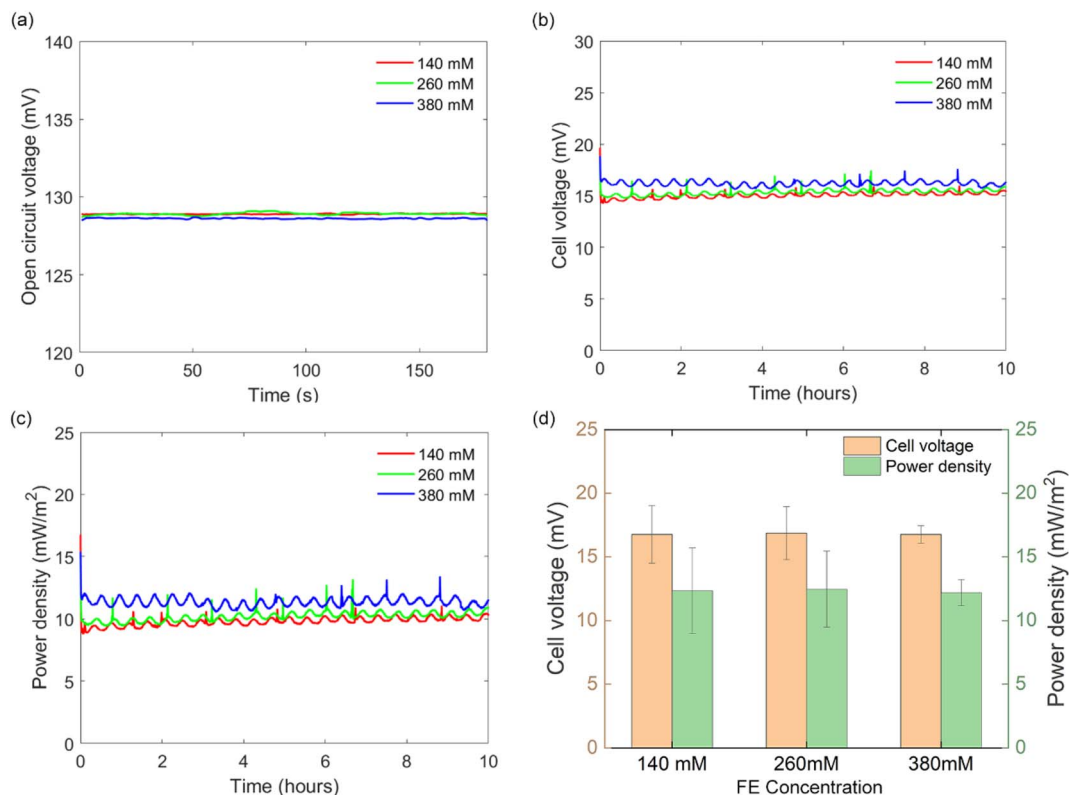 (a)
140
135
130
125
120
Open circuit voltage (mV)
140 mM
260 mM
380 mM
0
50
100
150
Time (s)
(b)
30
25
20
15
10
5
0
Cell voltage (mV)
140 mM
260 mM
380 mM
0
2
4
6
8
10
Time (hours)
(c)
25
20
15
10
5
0
Power density (mW/m²)
140 mM
260 mM
380 mM
0
2
4
6
8
10
Time (hours)
(d)
25
20
15
10
5
0
Cell voltage (mV)
Cell voltage
Power density
25
20
15
10
5
0
Power density (mW/m²)
140 mM
260mM
380mM
FE Concentration